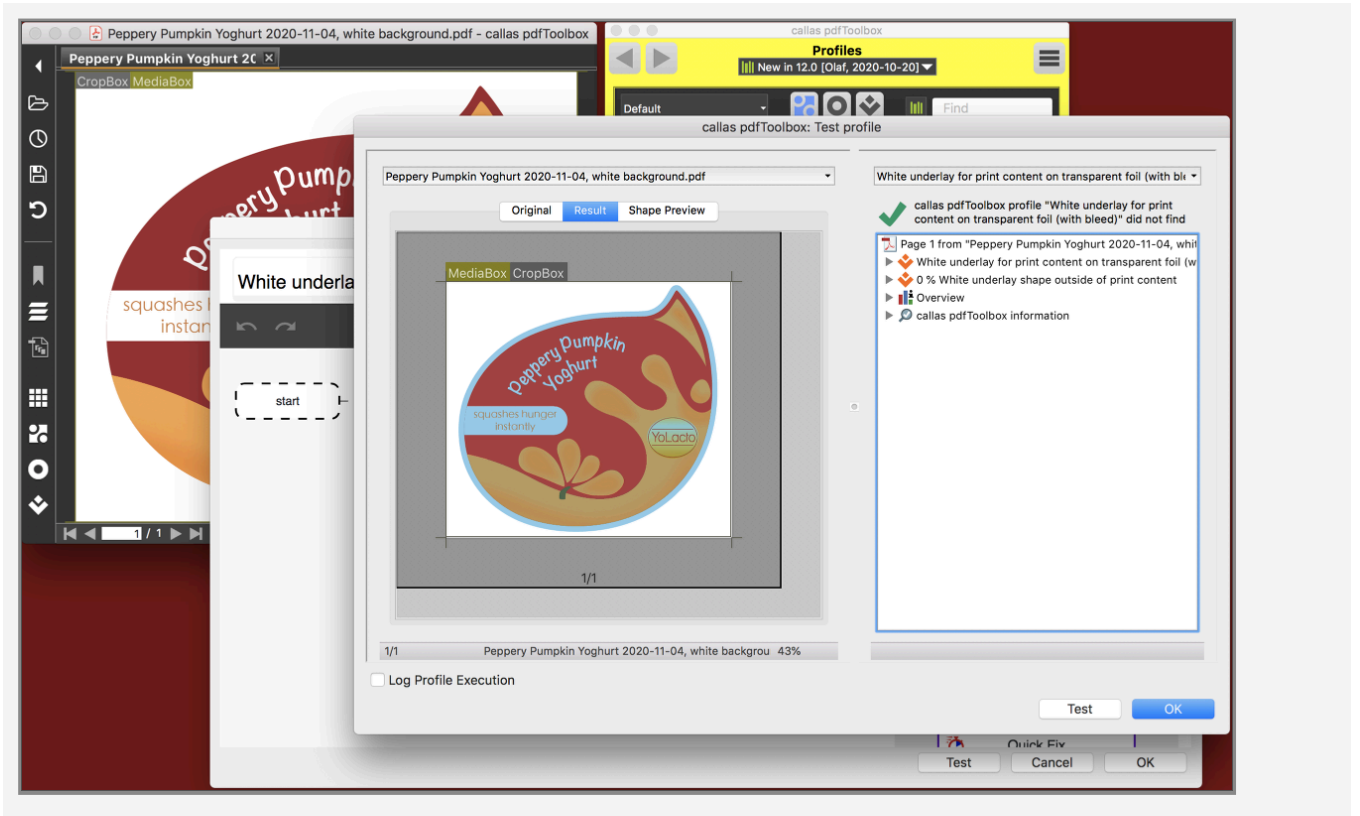 Peppery Pumpkin Yoghurt 2020-11-04, white background.pdf - callas pdfToolbox
Peppery Pumpkin Yoghurt 2
CropBox MediaBox
squashes
instan
1 / 1
callas pdfToolbox
Profiles
New in 12.0 [Olaf, 2020-10-20]
Default
Find
White underla
start
callas pdfToolbox: Test profile
Peppery Pumpkin Yoghurt 2020-11-04, white background.pdf
Original Result Shape Preview
MediaBox CropBox
Peppery Pumpkin
Yoghurt
squashes hunger
instantly
YoLacto
1/1
1/1 Peppery Pumpkin Yoghurt 2020-11-04, white backgrou 43%
White underlay for print content on transparent foil (with
callas pdfToolbox profile "White underlay for print
content on transparent foil (with bleed)" did not find
Page 1 from "Peppery Pumpkin Yoghurt 2020-11-04, whit
White underlay for print content on transparent foil (w
0 % White underlay shape outside of print content
Overview
callas pdfToolbox information
Log Profile Execution
Test OK
Quick Fix
Test Cancel OK